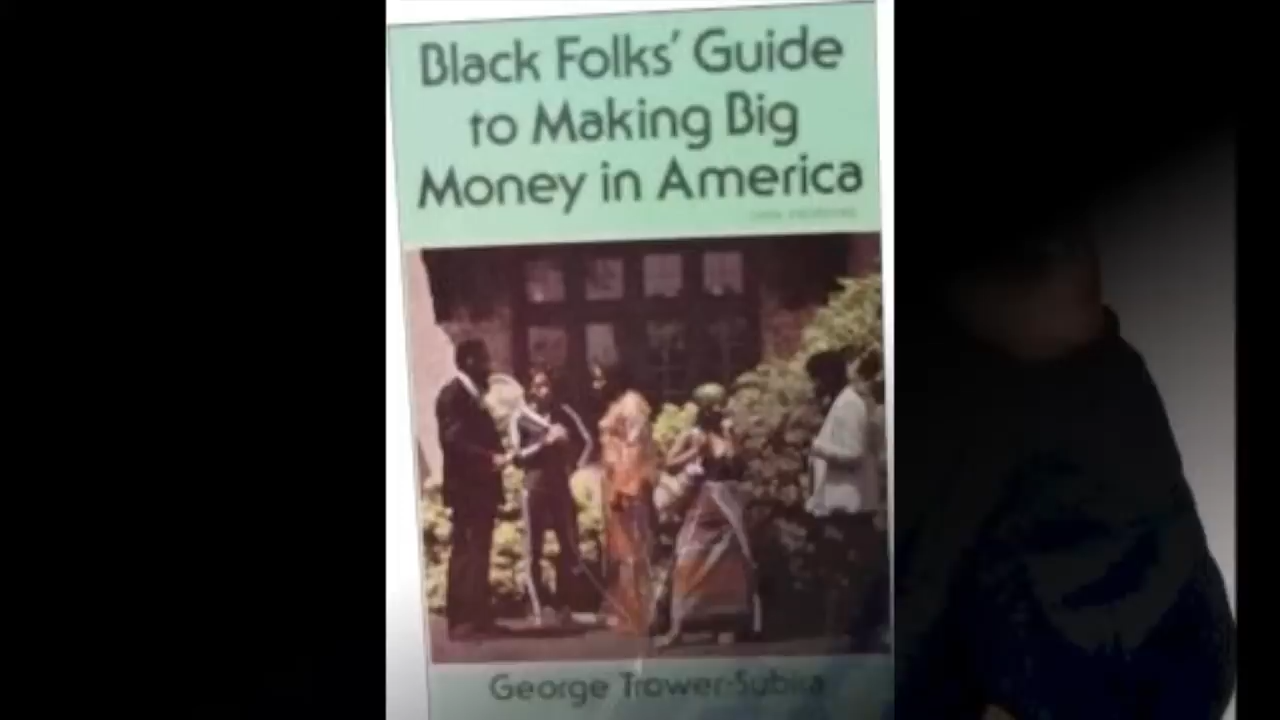 Black Folks' Guide
to Making Big
Money in America
George Trower-Subira